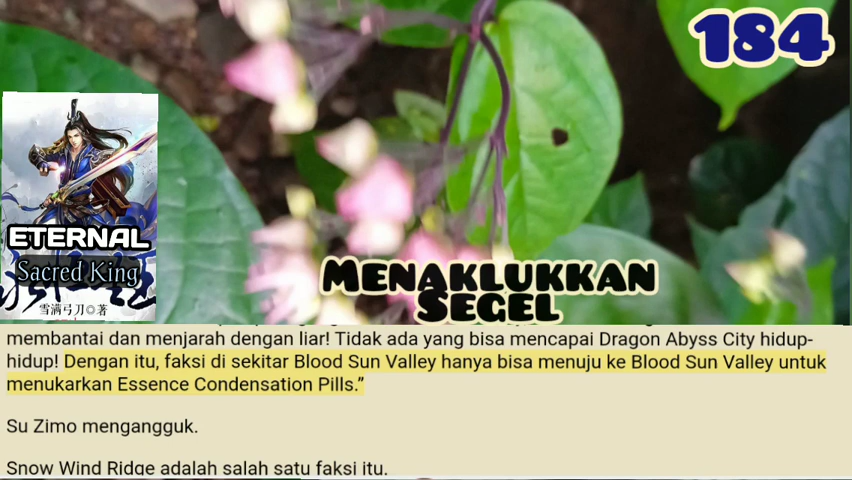 184
ETERNAL
Sacred King
雪满弓刀◎著
MENAKLUKKAN
SEGEL
membantai dan menjarah dengan liar! Tidak ada yang bisa mencapai Dragon Abyss City hidup-
hidup! Dengan itu, faksi di sekitar Blood Sun Valley hanya bisa menuju ke Blood Sun Valley untuk
menukarkan Essence Condensation Pills.”
Su Zimo mengangguk.
Snow Wind Ridge adalah salah satu faksi itu.